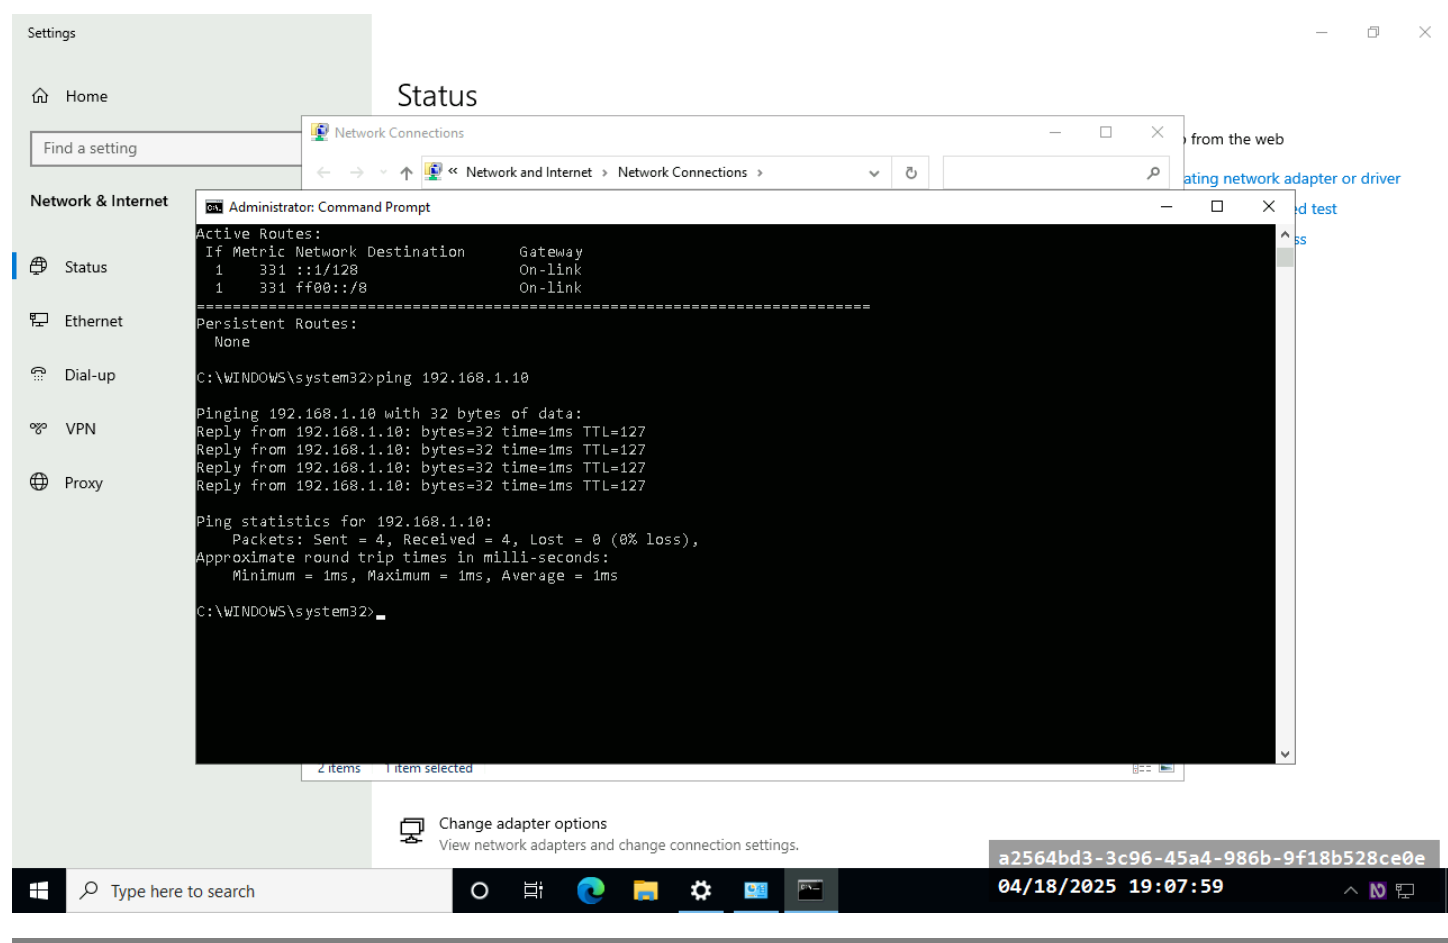 Settings
Home
Find a setting
Network & Internet
Status
Ethernet
Dial-up
VPN
Proxy
Status
Network Connections
from the web
« Network and Internet › Network Connections ›
ating network adapter or driver
ed test
ss
Administrator: Command Prompt
Active Routes:
If Metric Network Destination Gateway
1 331 ::1/128 On-link
1 331 ff00::/8 On-link
===========================================================================
Persistent Routes:
None
C:\WINDOWS\system32>ping 192.168.1.10
Pinging 192.168.1.10 with 32 bytes of data:
Reply from 192.168.1.10: bytes=32 time=1ms TTL=127
Reply from 192.168.1.10: bytes=32 time=1ms TTL=127
Reply from 192.168.1.10: bytes=32 time=1ms TTL=127
Reply from 192.168.1.10: bytes=32 time=1ms TTL=127
Ping statistics for 192.168.1.10:
Packets: Sent = 4, Received = 4, Lost = 0 (0% loss),
Approximate round trip times in milli-seconds:
Minimum = 1ms, Maximum = 1ms, Average = 1ms
C:\WINDOWS\system32>
2 items 1 item selected
Change adapter options
View network adapters and change connection settings.
a2564bd3-3c96-45a4-986b-9f18b528ce0e
04/18/2025 19:07:59
Type here to search